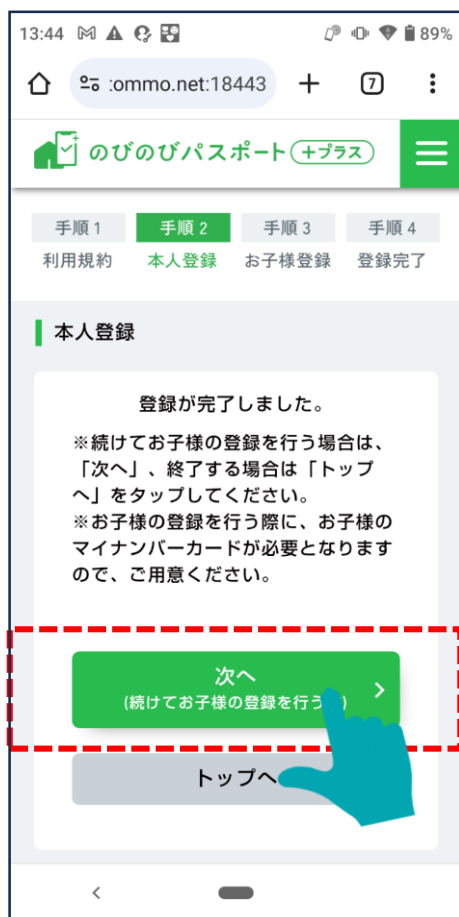 13:44 89%
:ommo.net:18443 7
のびのびパスポート +プラス
手順 1 手順 2 手順 3 手順 4
利用規約 本人登録 お子様登録 登録完了
本人登録
登録が完了しました。
※続けてお子様の登録を行う場合は、
「次へ」、終了する場合は「トップ
へ」をタップしてください。
※お子様の登録を行う際に、お子様の
マイナンバーカードが必要となります
ので、ご用意ください。
次へ
(続けてお子様の登録を行う )
トップへ